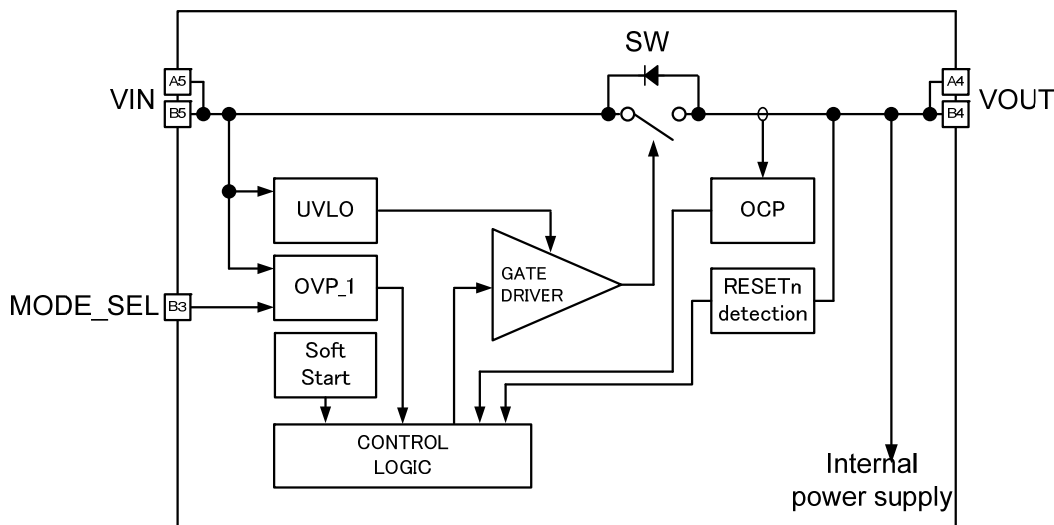 SW
A5
VIN
B5
A4
VOUT
B4
UVLO
OCP
OVP_1
GATE
DRIVER
RESETn
detection
MODE_SEL
B3
Soft
Start
CONTROL
LOGIC
Internal
power supply